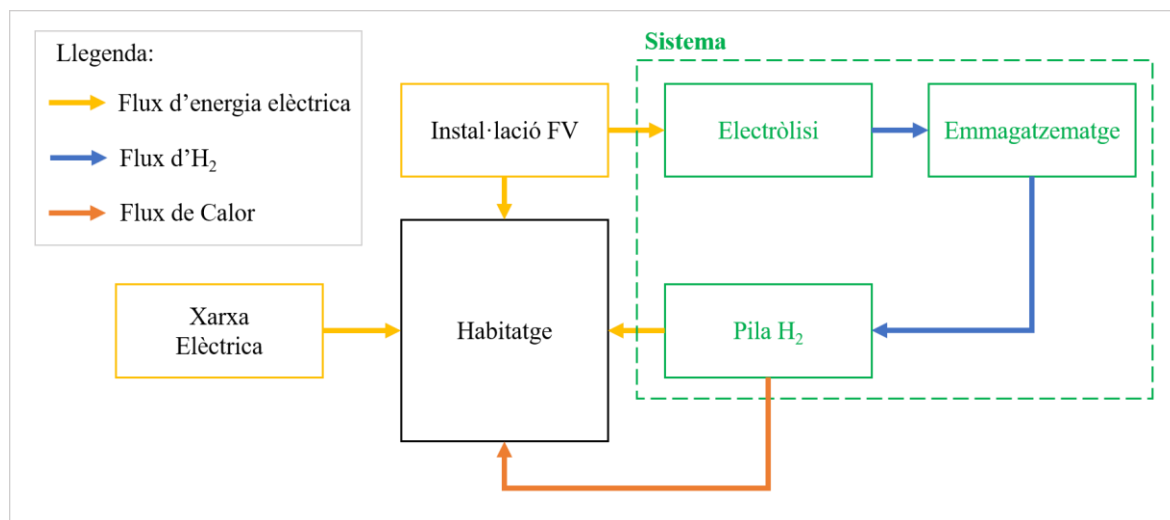 Llegenda:
Flux d'energia elèctrica
Flux d'H₂
Flux de Calor
Sistema
Instal·lació FV
Electròlisi
Emmagatzematge
Xarxa
Elèctrica
Habitatge
Pila H₂